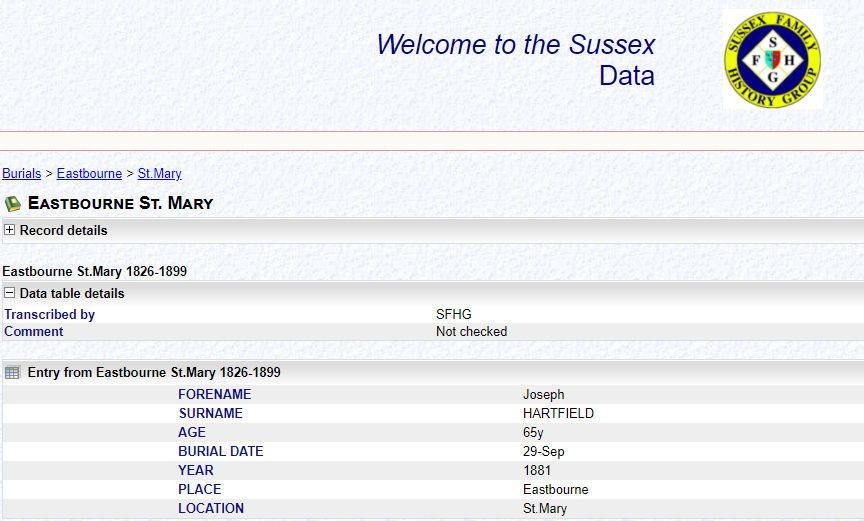 Welcome to the Sussex
Data
SUSSEX FAMILY
HISTORY GROUP
S
F H
G
Burials > Eastbourne > St.Mary
EASTBOURNE ST. MARY
Record details
Eastbourne St.Mary 1826-1899
Data table details
Transcribed by SFHG
Comment Not checked
Entry from Eastbourne St.Mary 1826-1899
FORENAME Joseph
SURNAME HARTFIELD
AGE 65y
BURIAL DATE 29-Sep
YEAR 1881
PLACE Eastbourne
LOCATION St.Mary